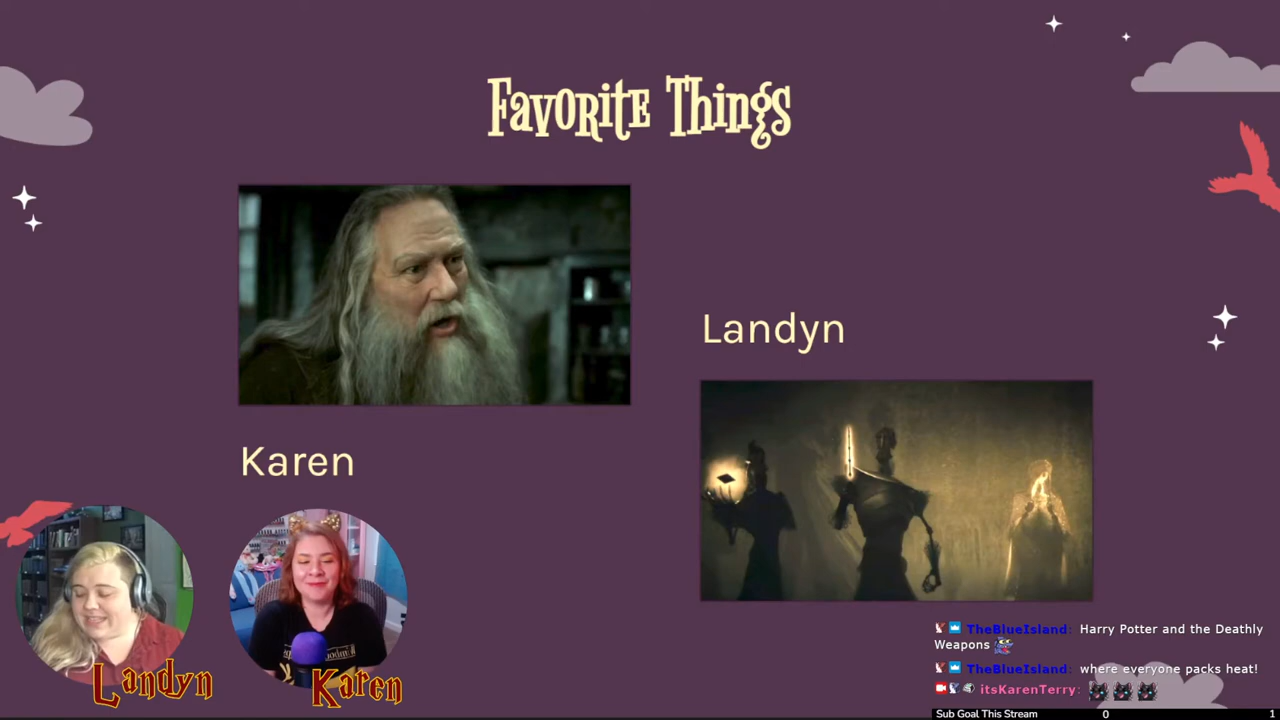 Favorite Things
Landyn
Karen
Landyn
Karen
TheBlueIsland: Harry Potter and the Deathly
Weapons
TheBlueIsland: where everyone packs heat!
itsKarenTerry:
Sub Goal This Stream 0 1